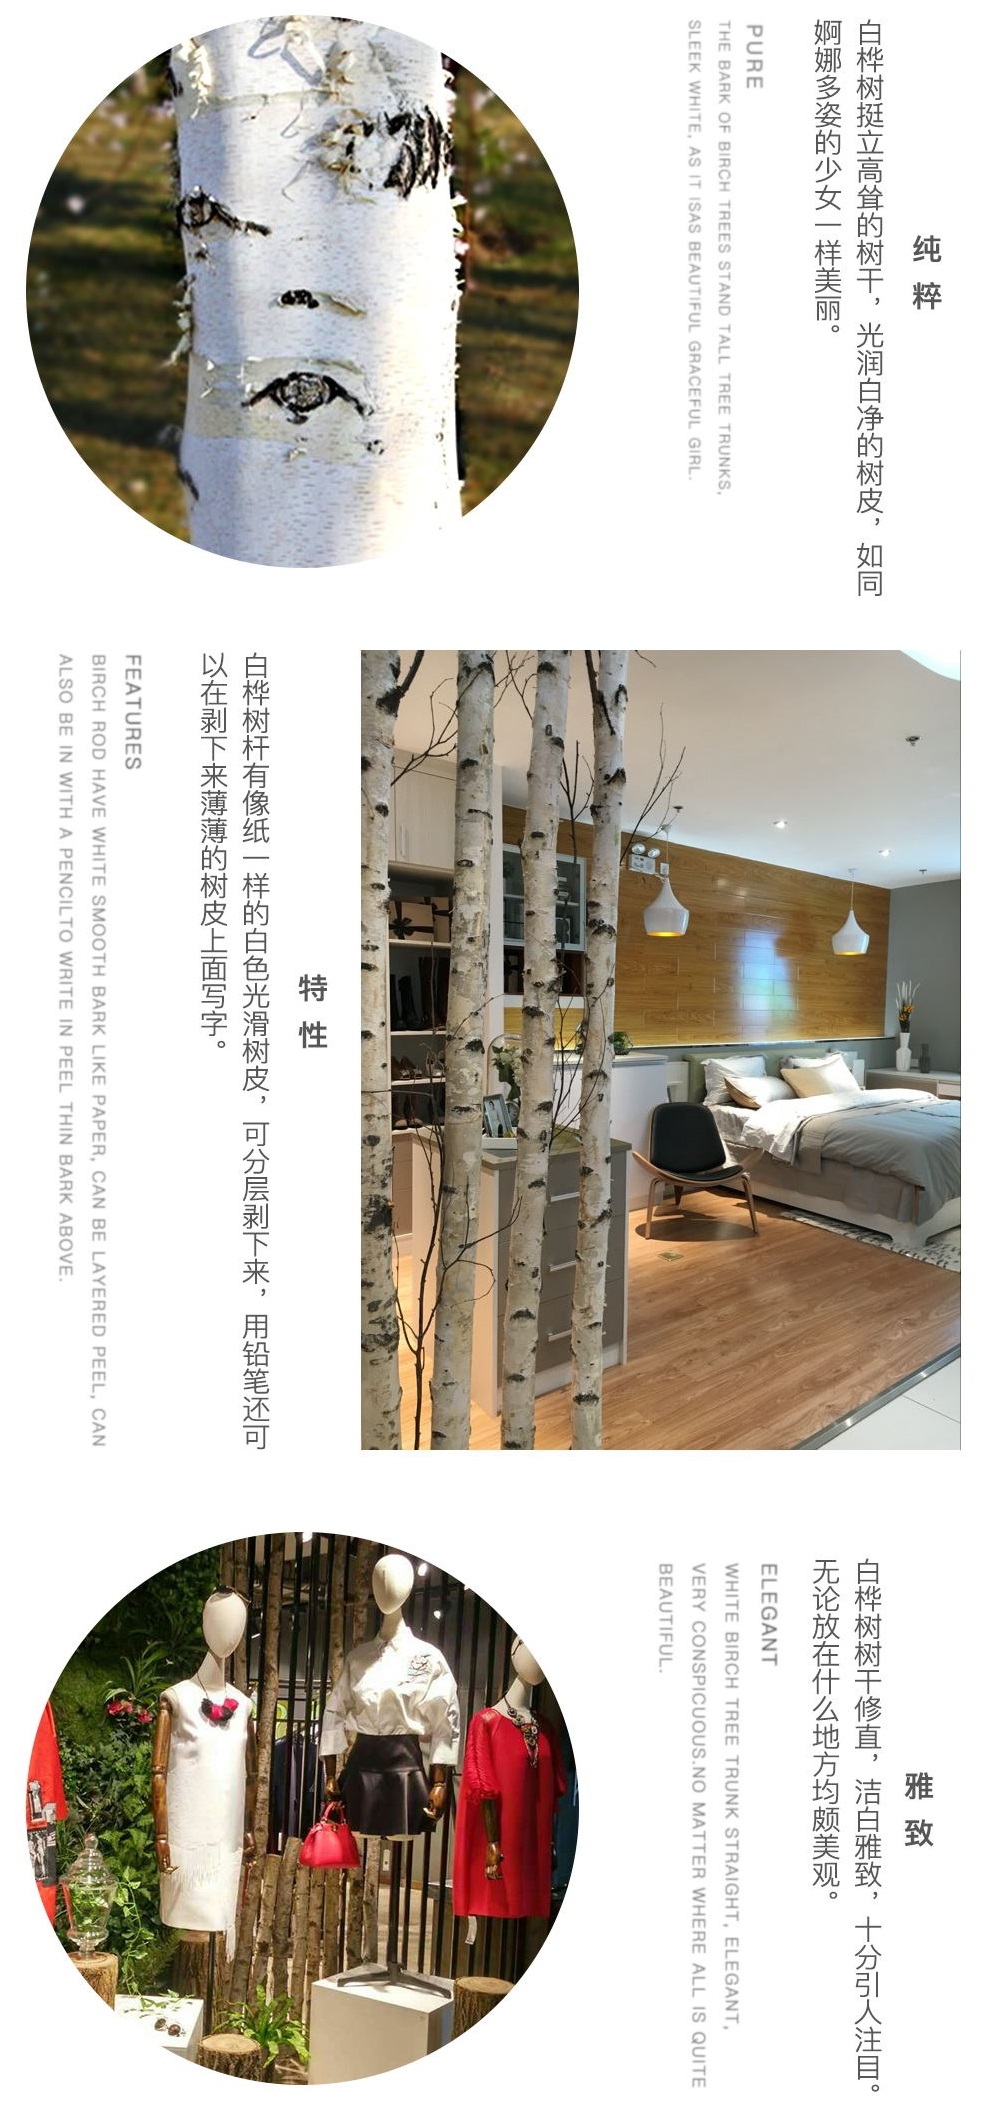 纯粹
白桦树挺立高耸的树干，光润白净的树皮，如同
婀娜多姿的少女一样美丽。
PURE
THE BARK OF BIRCH TREES STAND TALL TREE TRUNKS,
SLEEK WHITE, AS IT ISAS BEAUTIFUL GRACEFUL GIRL.
特性
白桦树杆有像纸一样的白色光滑树皮，可分层剥下来，用铅笔还可
以在剥下来薄薄的树皮上面写字。
FEATURES
BIRCH ROD HAVE WHITE SMOOTH BARK LIKE PAPER, CAN BE LAYERED PEEL, CAN
ALSO BE IN WITH A PENCILTO WRITE IN PEEL THIN BARK ABOVE.
雅致
白桦树树干修直，洁白雅致，十分引人注目。
无论放在什么地方均颇美观。
ELEGANT
WHITE BIRCH TREE TRUNK STRAIGHT, ELEGANT,
VERY CONSPICUOUS.NO MATTER WHERE ALL IS QUITE
BEAUTIFUL.